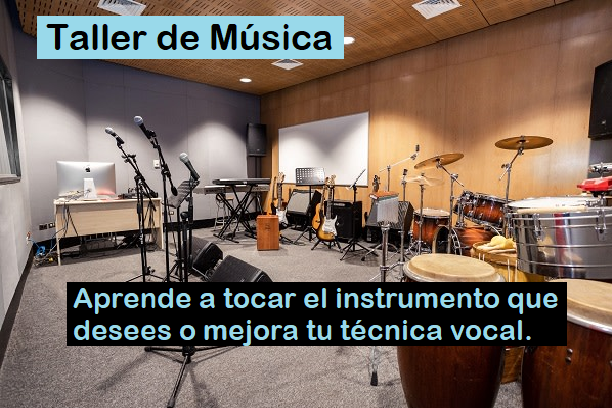 Taller de Música
Aprende a tocar el instrumento que
desees o mejora tu técnica vocal.